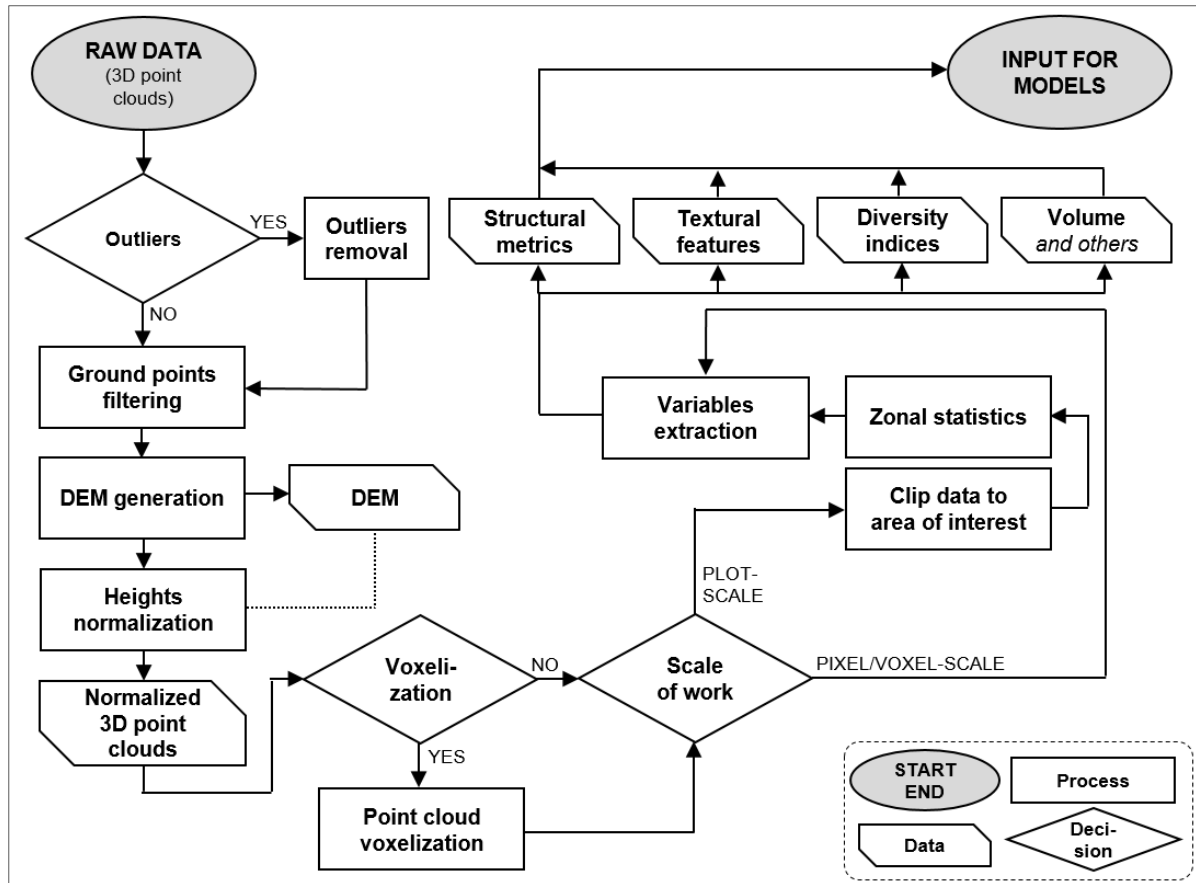 RAW DATA
(3D point
clouds)
INPUT FOR
MODELS
Outliers
YES
Outliers
removal
NO
Structural
metrics
Textural
features
Diversity
indices
Volume
and others
Ground points
filtering
Variables
extraction
Zonal statistics
DEM generation
DEM
Clip data to
area of interest
Heights
normalization
PLOT-
SCALE
Voxeli-
zation
NO
Scale
of work
PIXEL/VOXEL-SCALE
Normalized
3D point
clouds
YES
Point cloud
voxelization
START
END
Process
Data
Deci-
sion